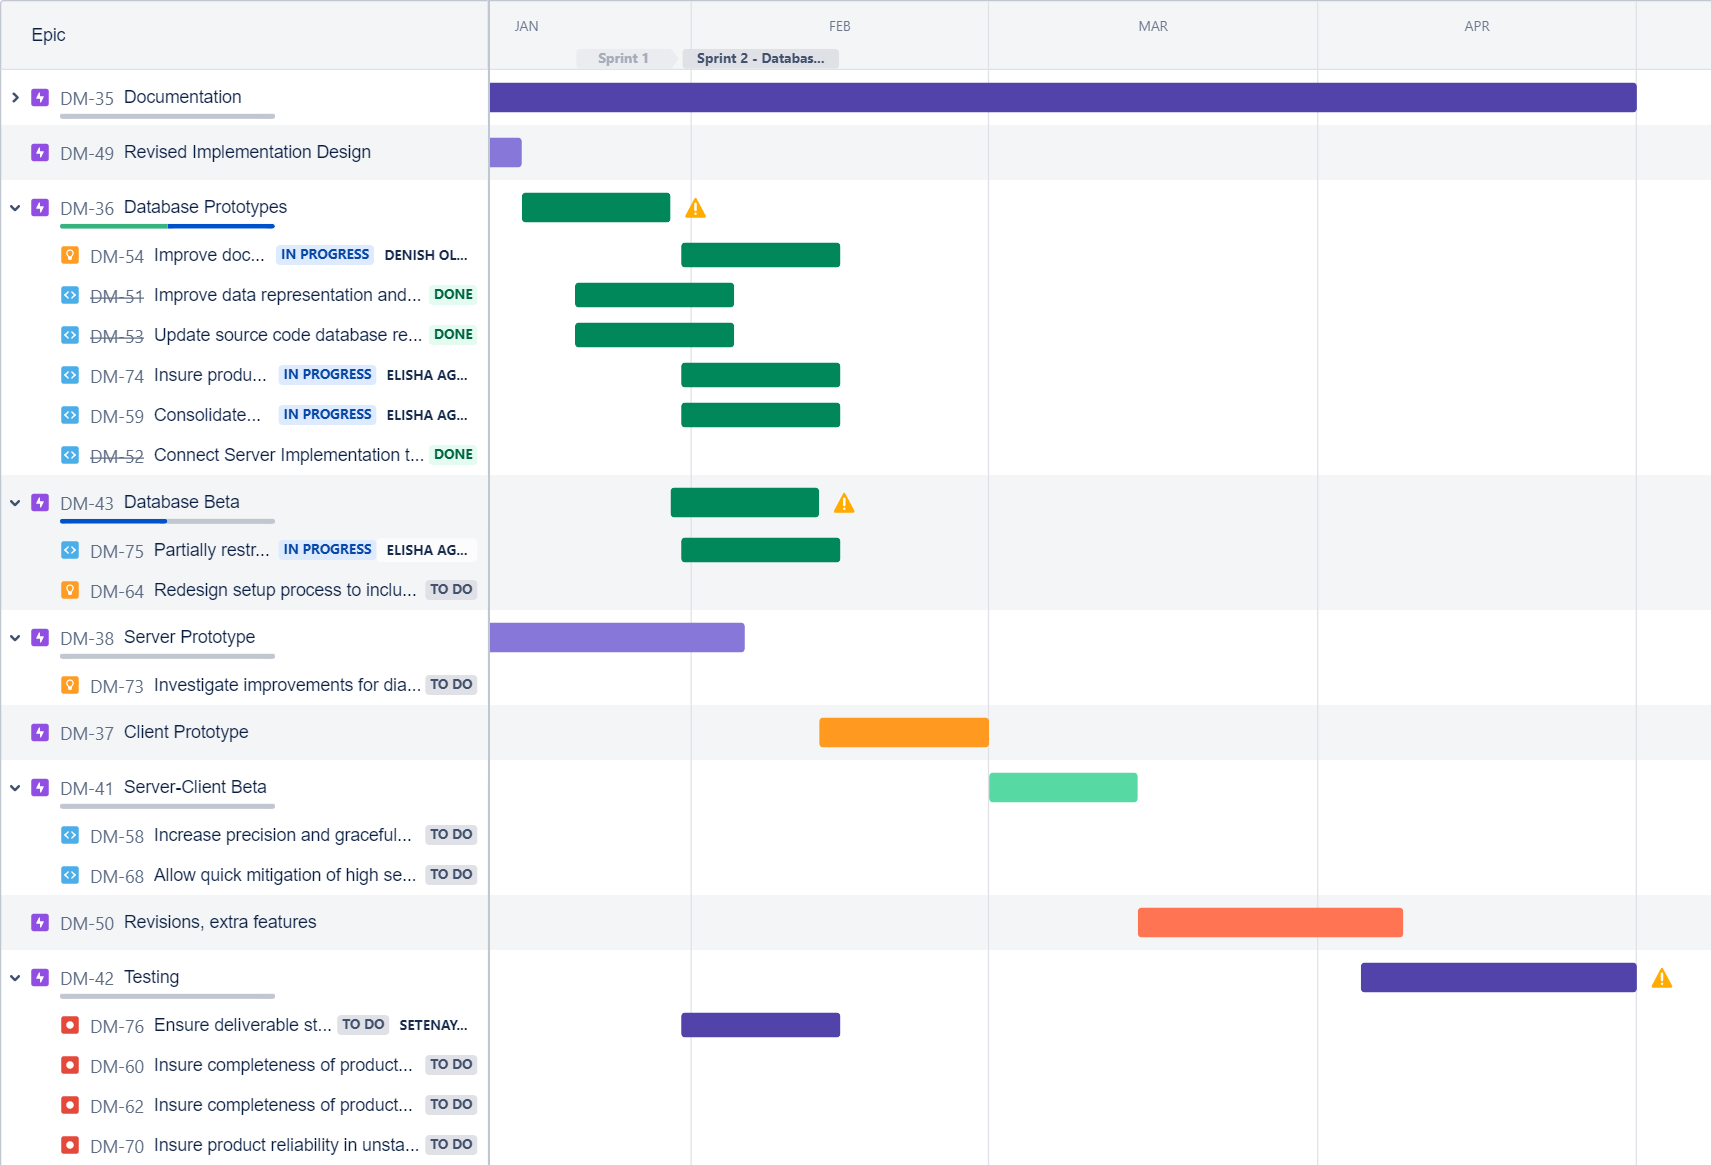 Epic
JAN FEB MAR APR
Sprint 1 Sprint 2 - Databas...
DM-35 Documentation
DM-49 Revised Implementation Design
DM-36 Database Prototypes
DM-54 Improve doc... IN PROGRESS DENISH OL...
DM-51 Improve data representation and... DONE
DM-53 Update source code database re... DONE
DM-74 Insure produ... IN PROGRESS ELISHA AG...
DM-59 Consolidate... IN PROGRESS ELISHA AG...
DM-52 Connect Server Implementation t... DONE
DM-43 Database Beta
DM-75 Partially restr... IN PROGRESS ELISHA AG...
DM-64 Redesign setup process to inclu... TO DO
DM-38 Server Prototype
DM-73 Investigate improvements for dia... TO DO
DM-37 Client Prototype
DM-41 Server-Client Beta
DM-58 Increase precision and graceful... TO DO
DM-68 Allow quick mitigation of high se... TO DO
DM-50 Revisions, extra features
DM-42 Testing
DM-76 Ensure deliverable st... TO DO SETENAY...
DM-60 Insure completeness of product... TO DO
DM-62 Insure completeness of product... TO DO
DM-70 Insure product reliability in unsta... TO DO